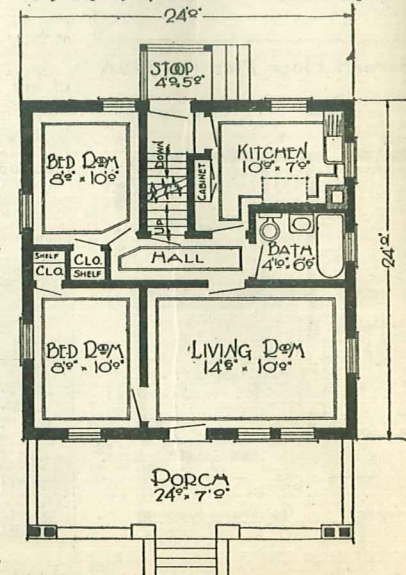 24'0"
STOOP
4'0"·5'0"
BED ROOM
8'0" × 10'0"
DOWN
UP
CABINET
KITCHEN
10'0" × 7'0"
BATH
4'10"·6'6"
HALL
SHELF
CLO.
CLO.
SHELF
24'0"
BED ROOM
8'0" × 10'0"
LIVING ROOM
14'6" × 10'0"
PORCH
24'0" × 7'0"